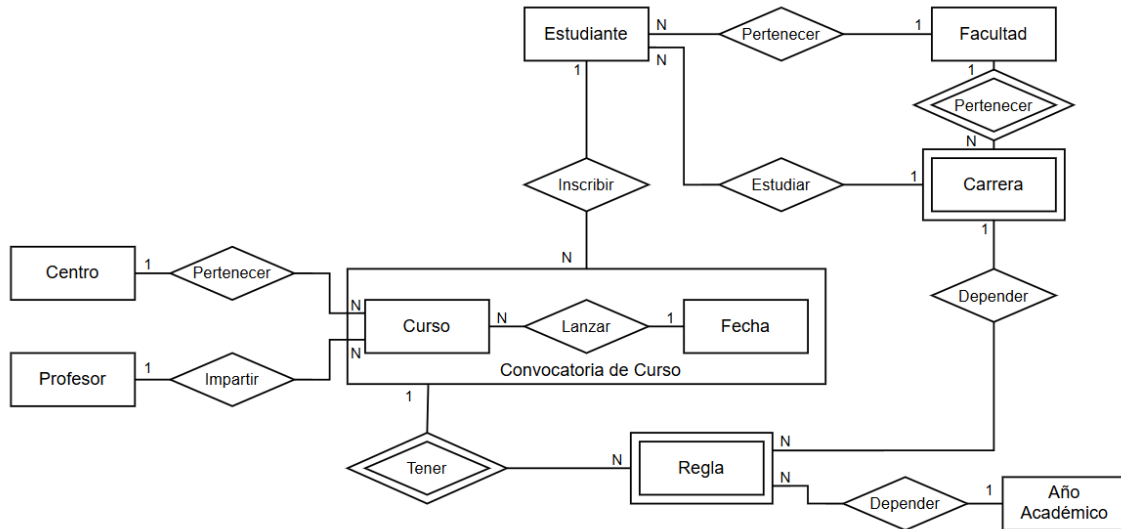 Estudiante
N
Pertenecer
1
Facultad
1
N
1
Pertenecer
N
Inscribir
Estudiar
1
Carrera
1
Centro
1
Pertenecer
N
N
Curso
N
Lanzar
1
Fecha
Depender
Profesor
1
Impartir
N
Convocatoria de Curso
1
N
Tener
N
Regla
N
Depender
1
Año
Académico